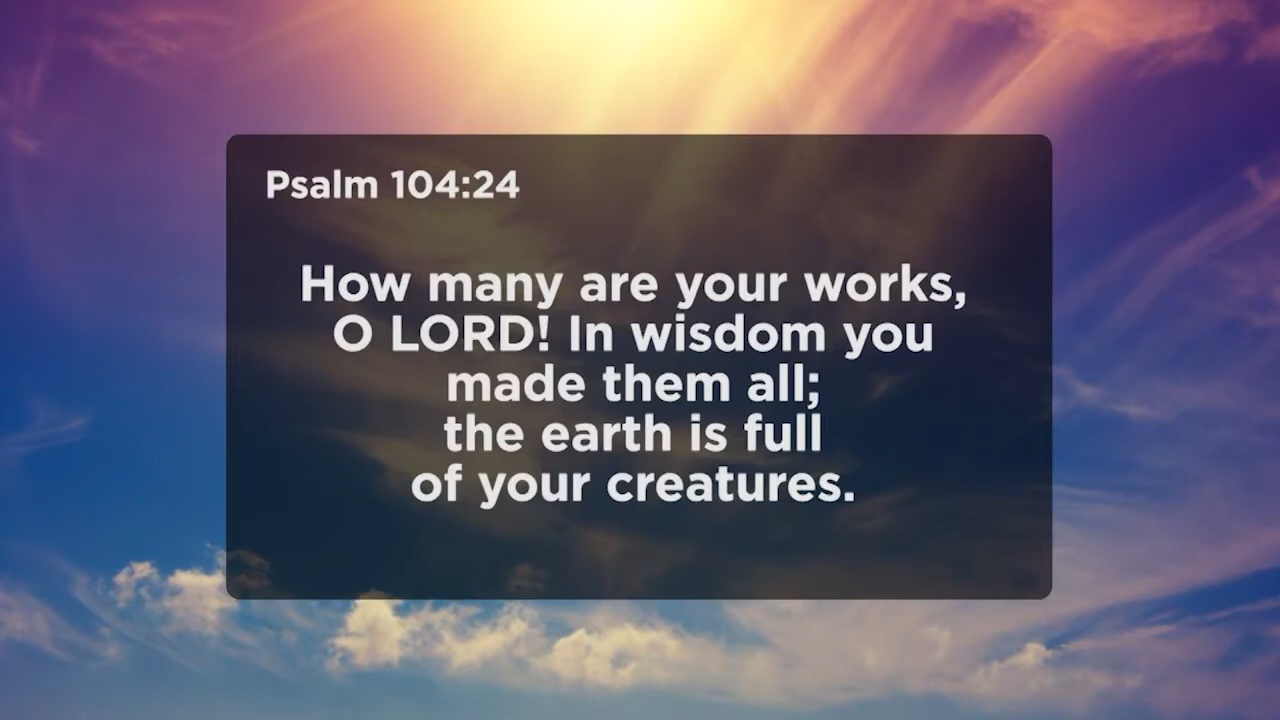 Psalm 104:24
How many are your works,
O LORD! In wisdom you
made them all;
the earth is full
of your creatures.